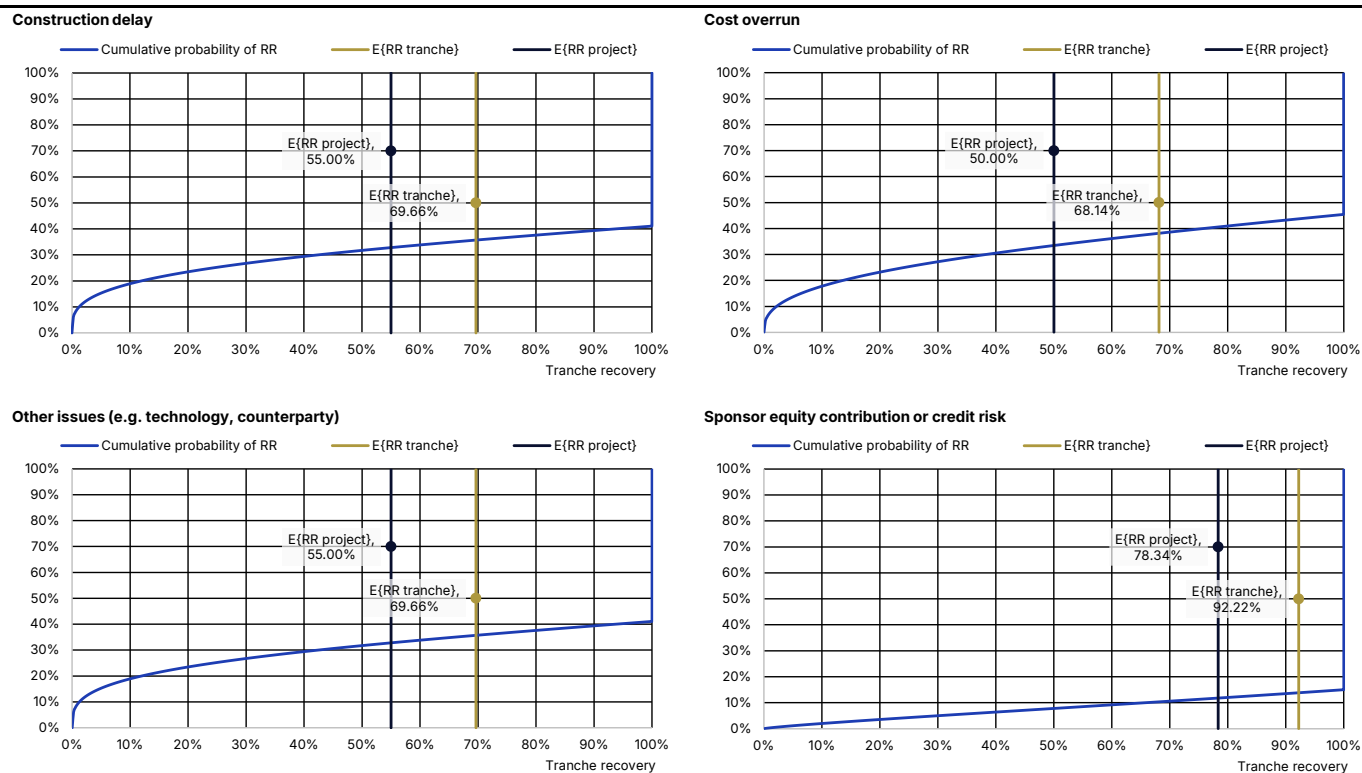 Construction delay
Cumulative probability of RR E{RR tranche} E{RR project}
100%
90%
80%
70%
60%
50%
40%
30%
20%
10%
0%
E{RR project},
55.00%
E{RR tranche},
69.66%
0% 10% 20% 30% 40% 50% 60% 70% 80% 90% 100%
Tranche recovery
Cost overrun
Cumulative probability of RR E{RR tranche} E{RR project}
100%
90%
80%
70%
60%
50%
40%
30%
20%
10%
0%
E{RR project},
50.00%
E{RR tranche},
68.14%
0% 10% 20% 30% 40% 50% 60% 70% 80% 90% 100%
Tranche recovery
Other issues (e.g. technology, counterparty)
Cumulative probability of RR E{RR tranche} E{RR project}
100%
90%
80%
70%
60%
50%
40%
30%
20%
10%
0%
E{RR project},
55.00%
E{RR tranche},
69.66%
0% 10% 20% 30% 40% 50% 60% 70% 80% 90% 100%
Tranche recovery
Sponsor equity contribution or credit risk
Cumulative probability of RR E{RR tranche} E{RR project}
100%
90%
80%
70%
60%
50%
40%
30%
20%
10%
0%
E{RR project},
78.34%
E{RR tranche},
92.22%
0% 10% 20% 30% 40% 50% 60% 70% 80% 90% 100%
Tranche recovery